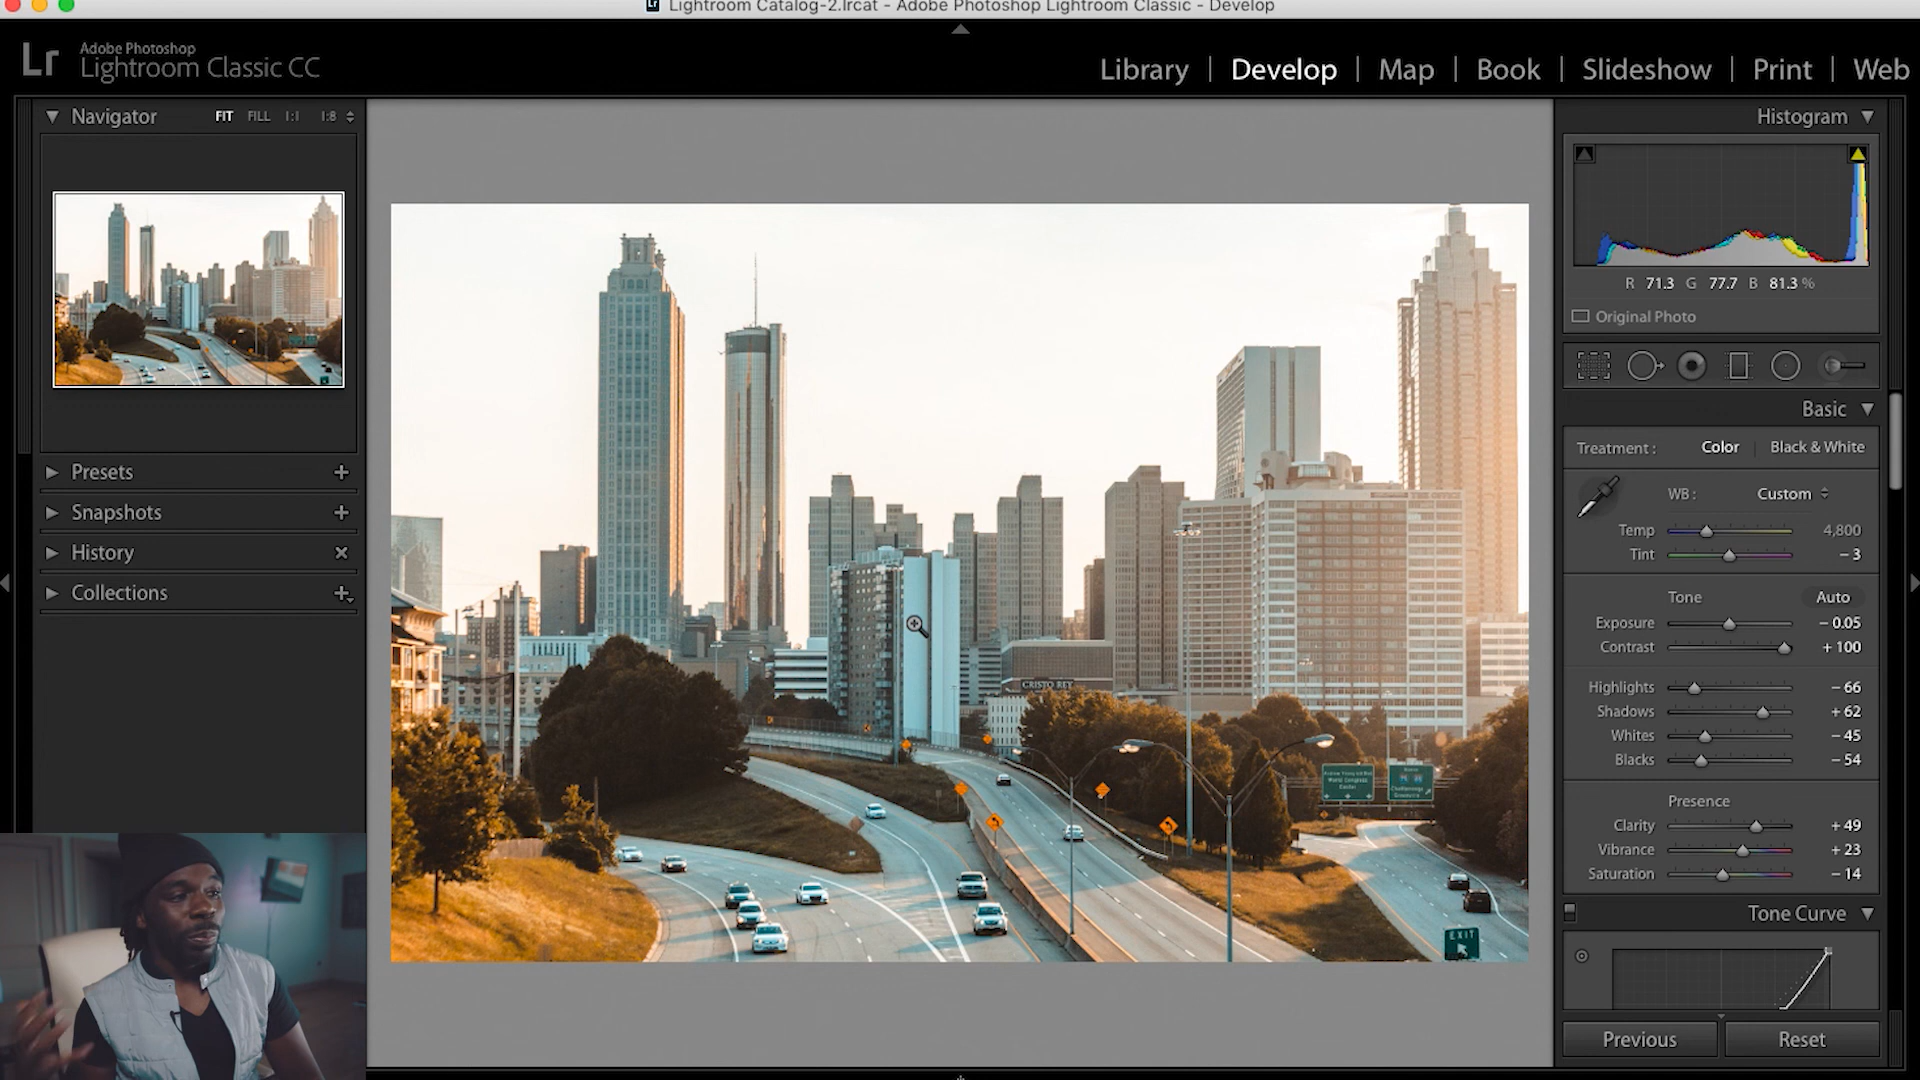 Lightroom Catalog-2.lrcat - Adobe Photoshop Lightroom Classic - Develop
Lr Adobe Photoshop
Lightroom Classic CC
Library | Develop | Map | Book | Slideshow | Print | Web
Navigator FIT FILL 1:1 1:8
Presets
Snapshots
History
Collections
CRISTO REY
EXIT
Histogram
R 71.3 G 77.7 B 81.3 %
Original Photo
Basic
Treatment : Color Black & White
WB : Custom
Temp 4,800
Tint – 3
Tone Auto
Exposure – 0.05
Contrast + 100
Highlights – 66
Shadows + 62
Whites – 45
Blacks – 54
Presence
Clarity + 49
Vibrance + 23
Saturation – 14
Tone Curve
Previous Reset